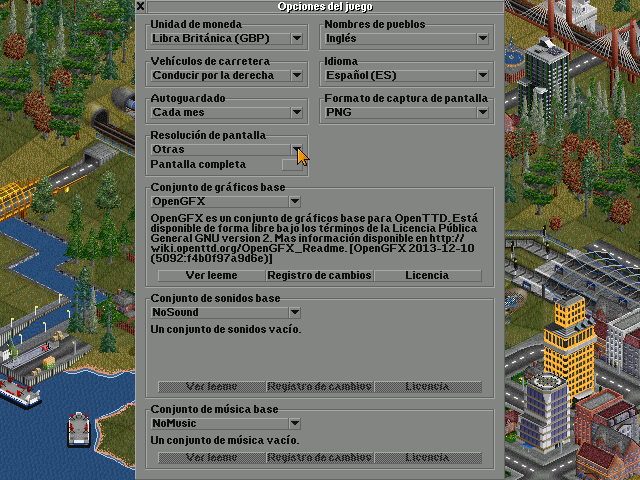 X
Opciones del juego
Unidad de moneda
Nombres de pueblos
Libra Británica (GBP)
Inglés
Vehículos de carretera
Idioma
Conducir por la derecha
Español (ES)
Autoguardado
Formato de captura de pantalla
Cada mes
PNG
Resolución de pantalla
Otras
Pantalla completa
Conjunto de gráficos base
OpenGFX
OpenGFX es un conjunto de gráficos base para OpenTTD. Está
disponible de forma libre bajo los términos de la Licencia Pública
General GNU version 2. Mas información disponible en http://
wiki.openttd.org/OpenGFX_Readme. [OpenGFX 2013-12-10
(5092:f4b0f97a9d6e)]
Ver leeme
Registro de cambios
Licencia
Conjunto de sonidos base
NoSound
Un conjunto de sonidos vacío.
Ver leeme
Registro de cambios
Licencia
Conjunto de música base
NoMusic
Un conjunto de música vacío.
Ver leeme
Registro de cambios
Licencia